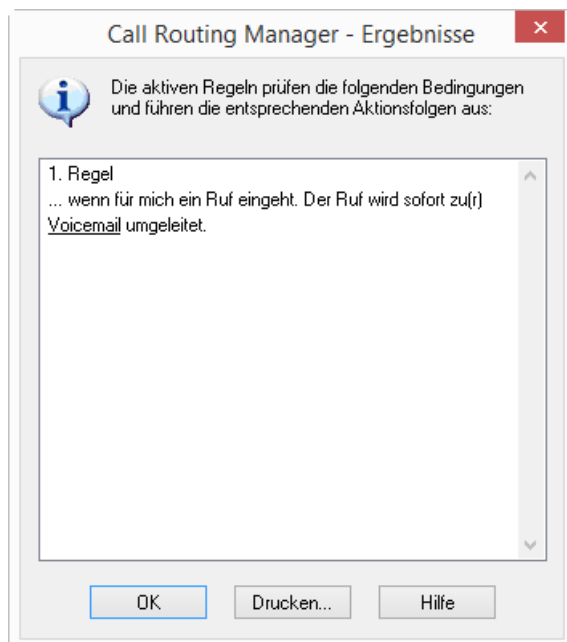 Call Routing Manager - Ergebnisse
Die aktiven Regeln prüfen die folgenden Bedingungen
und führen die entsprechenden Aktionsfolgen aus:
1. Regel
... wenn für mich ein Ruf eingeht. Der Ruf wird sofort zu(r)
Voicemail umgeleitet.
OK
Drucken...
Hilfe